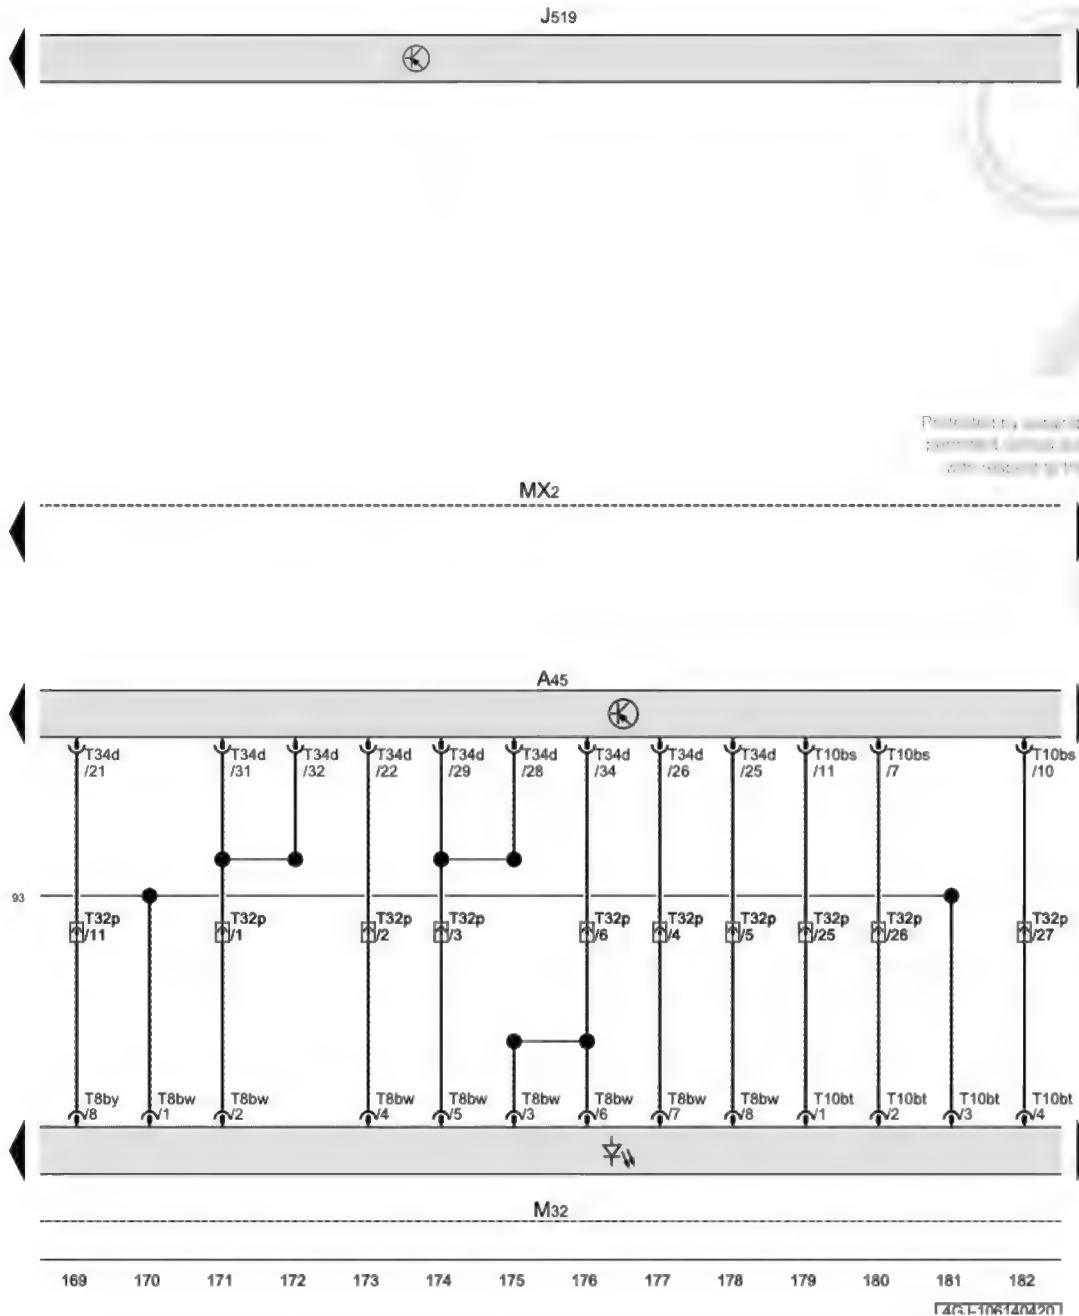 J519
MX2
A45
T34d /21
T34d /31
T34d /32
T34d /22
T34d /29
T34d /28
T34d /34
T34d /26
T34d /25
T10bs /11
T10bs /7
T10bs /10
93
T32p /11
T32p /1
T32p /2
T32p /3
T32p /6
T32p /4
T32p /5
T32p /25
T32p /26
T32p /27
T8by /8
T8bw /1
T8bw /2
T8bw /4
T8bw /5
T8bw /3
T8bw /6
T8bw /7
T8bw /8
T10bt /1
T10bt /2
T10bt /3
T10bt /4
M32
169 170 171 172 173 174 175 176 177 178 179 180 181 182